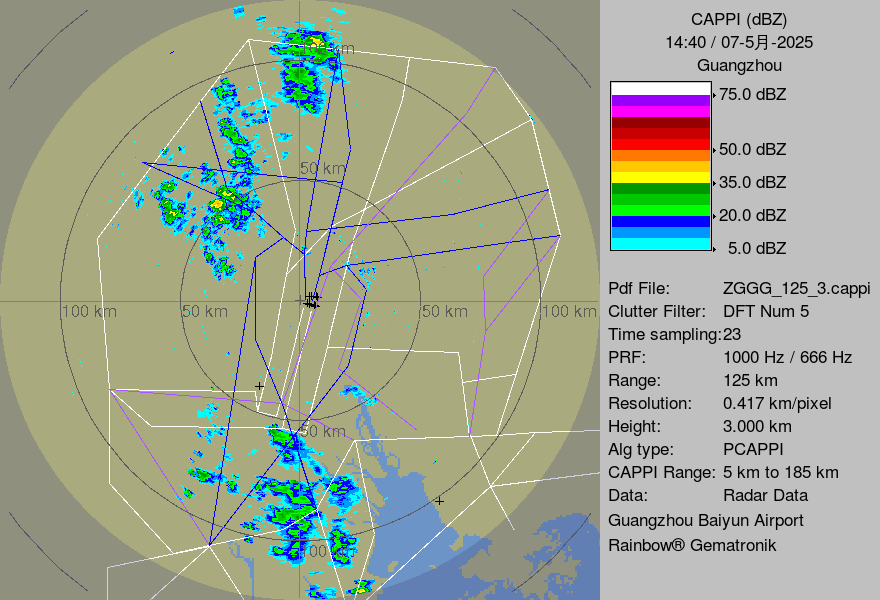 CAPPI (dBZ)
14:40 / 07-5月-2025
Guangzhou
75.0 dBZ
50.0 dBZ
35.0 dBZ
20.0 dBZ
5.0 dBZ
100 km
50 km
100 km
50 km
50 km
100 km
50 km
100 km
Pdf File: ZGGG_125_3.cappi
Clutter Filter: DFT Num 5
Time sampling:23
PRF: 1000 Hz / 666 Hz
Range: 125 km
Resolution: 0.417 km/pixel
Height: 3.000 km
Alg type: PCAPPI
CAPPI Range: 5 km to 185 km
Data: Radar Data
Guangzhou Baiyun Airport
Rainbow® Gematronik